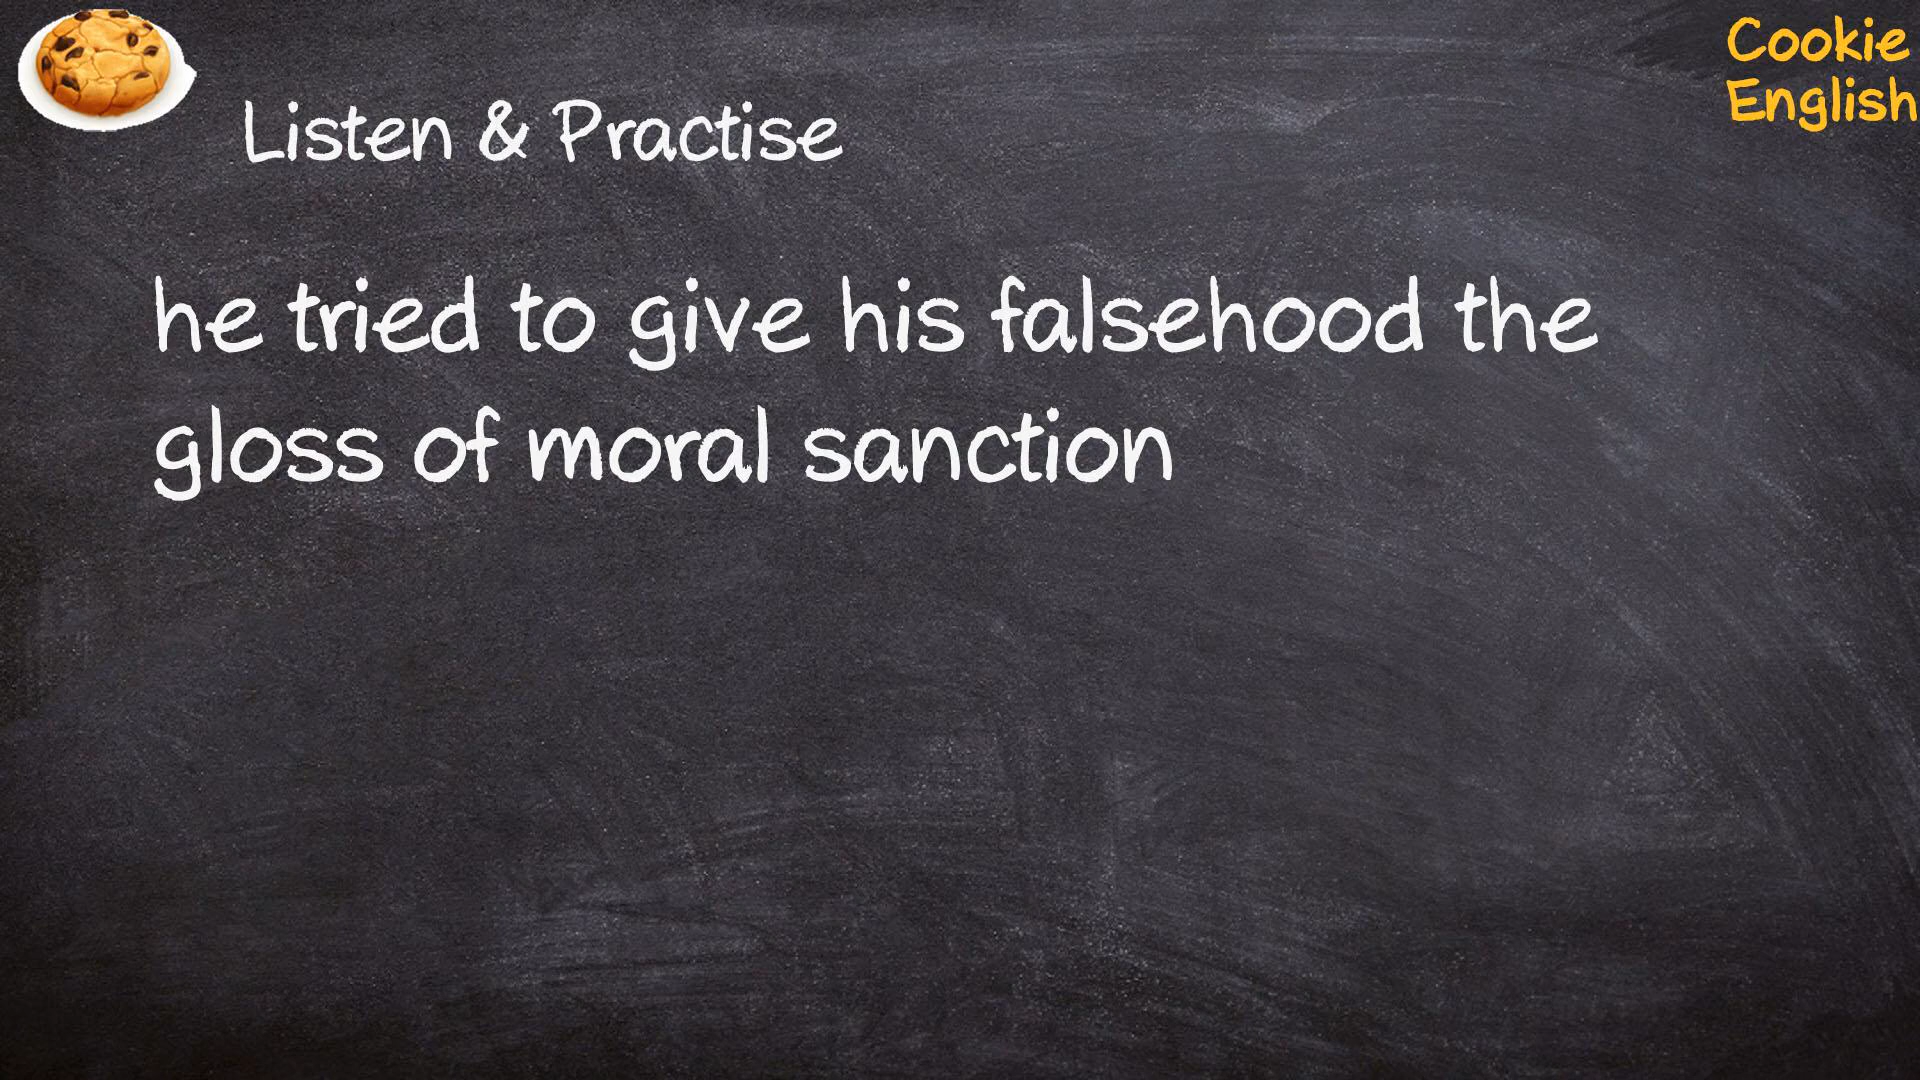 Cookie
English
Listen & Practise
he tried to give his falsehood the
gloss of moral sanction